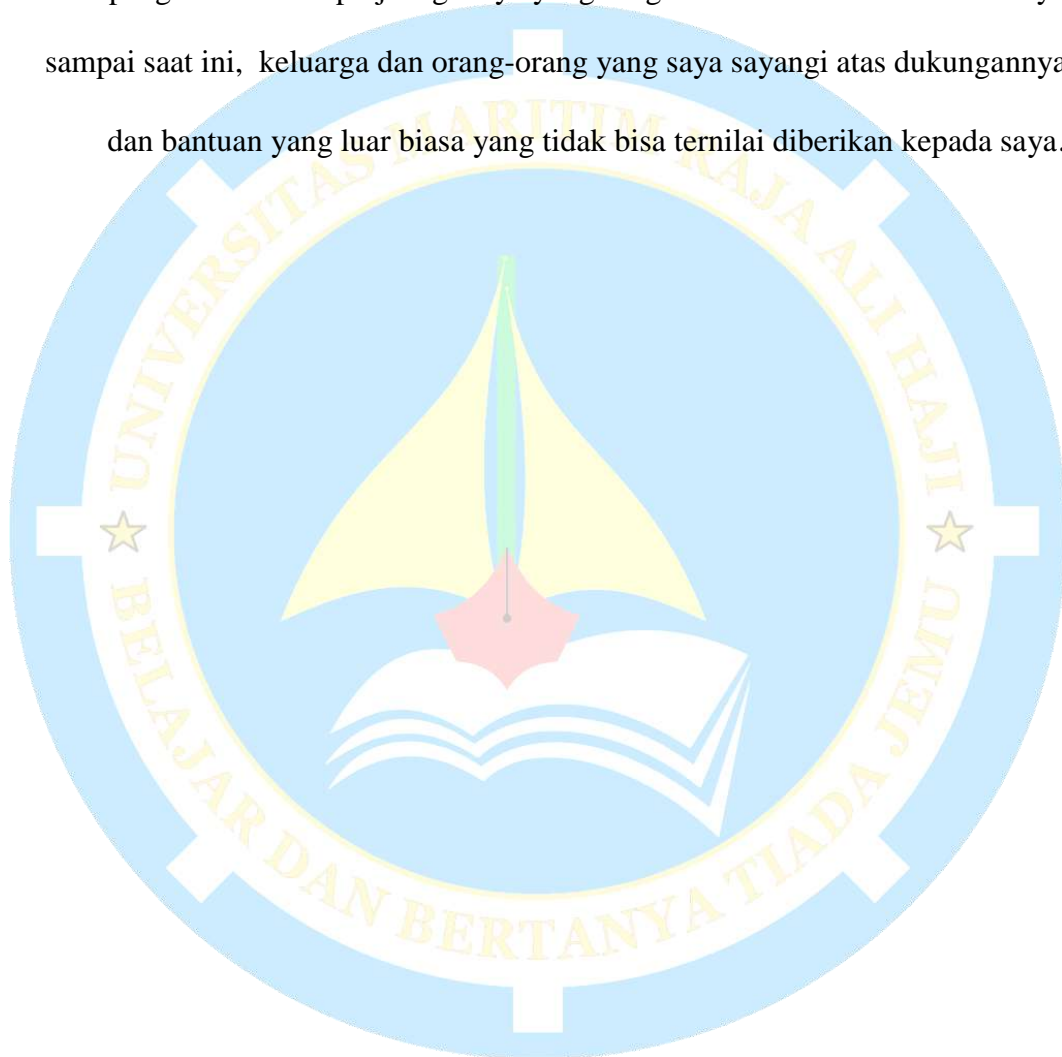 sampai saat ini, keluarga dan orang-orang yang saya sayangi atas dukungannya
dan bantuan yang luar biasa yang tidak bisa ternilai diberikan kepada saya.
UNIVERSITAS MARITIM RAJA ALI HAJI
BELAJAR DAN BERTANYA TIADA JEMU